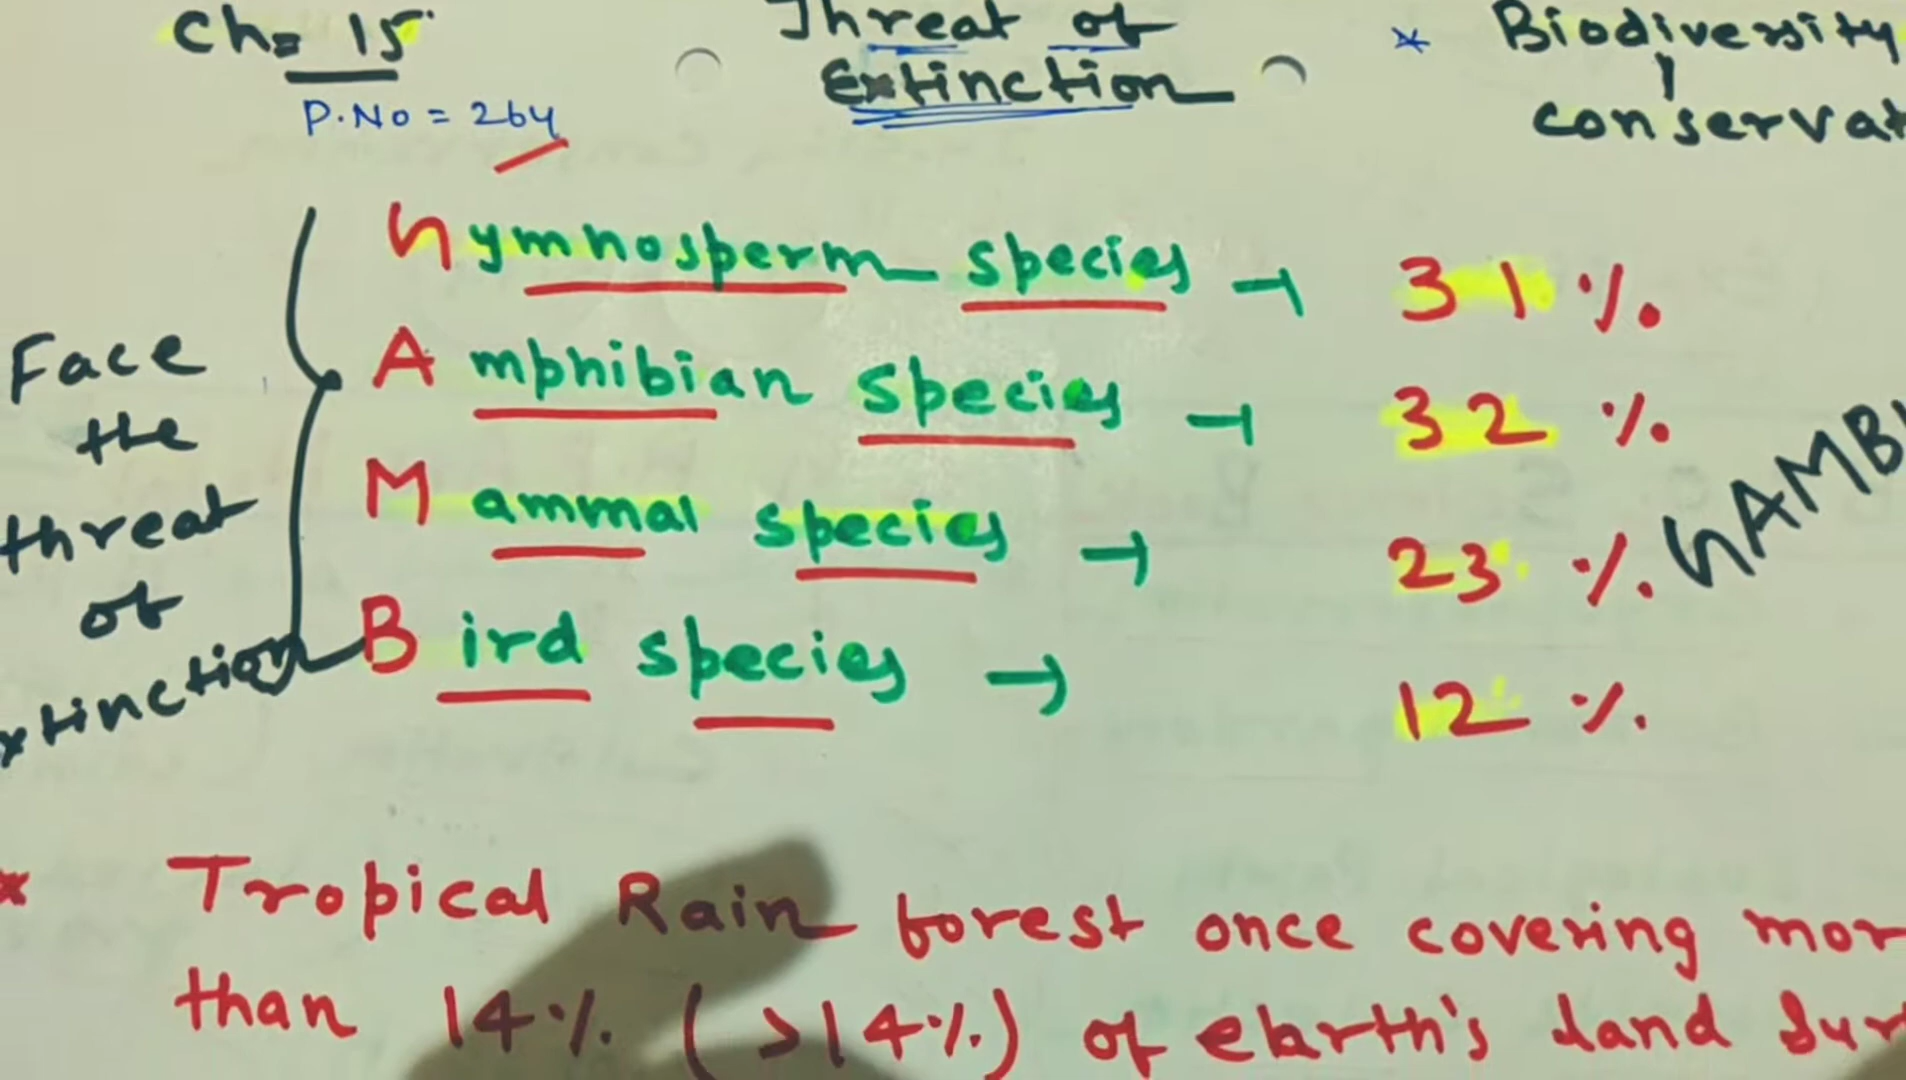 Ch = 15
P.No = 264
Threat of
Extinction
* Biodiversity
conservat
Face
the
threat
of
xtinction
Gymnosperm species → 31 %
Amphibian species → 32 %
Mammal species → 23 %
Bird species → 12 %
GAMB
* Tropical Rain forest once covering mor
than 14% (>14%) of earth's land sur